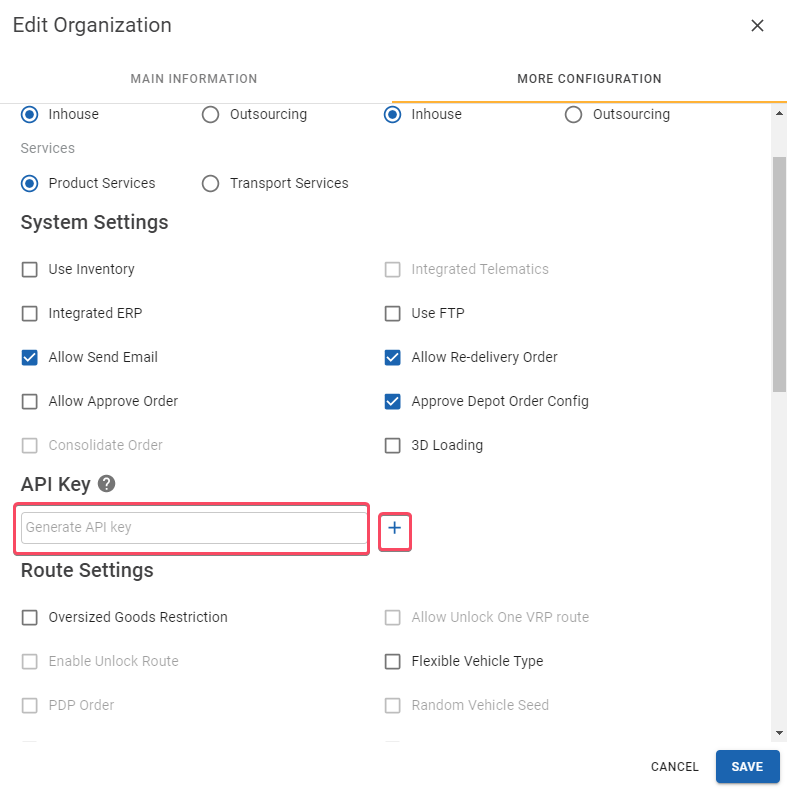 Edit Organization
MAIN INFORMATION MORE CONFIGURATION
Inhouse Outsourcing Inhouse Outsourcing
Services
Product Services Transport Services
System Settings
Use Inventory Integrated Telematics
Integrated ERP Use FTP
Allow Send Email Allow Re-delivery Order
Allow Approve Order Approve Depot Order Config
Consolidate Order 3D Loading
API Key ?
Generate API key +
Route Settings
Oversized Goods Restriction Allow Unlock One VRP route
Enable Unlock Route Flexible Vehicle Type
PDP Order Random Vehicle Seed
CANCEL SAVE